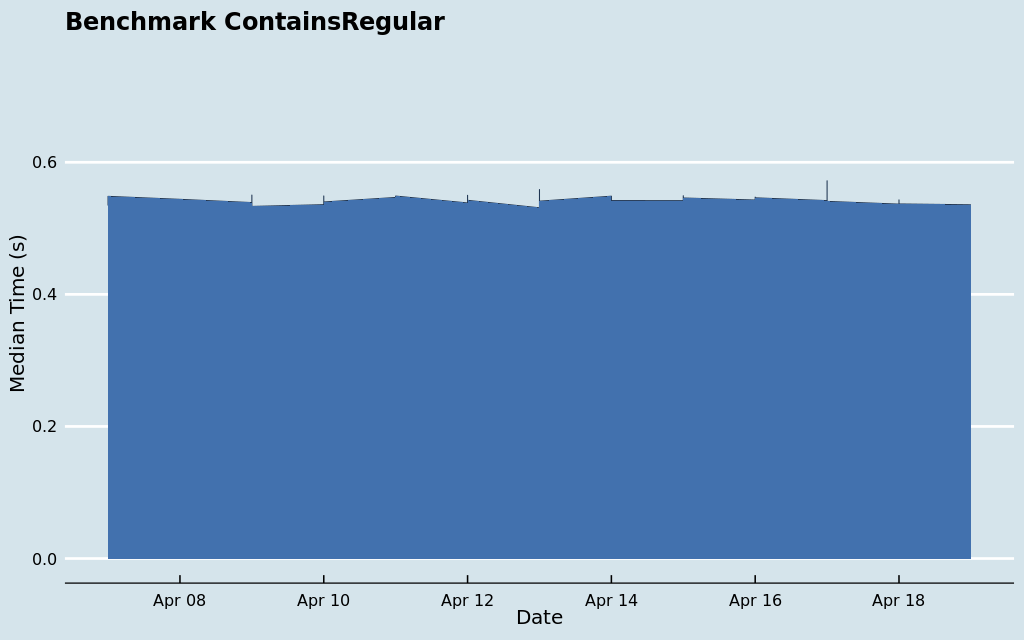 Benchmark ContainsRegular
0.6
0.4
0.2
0.0
Median Time (s)
Apr 08 Apr 10 Apr 12 Apr 14 Apr 16 Apr 18
Date